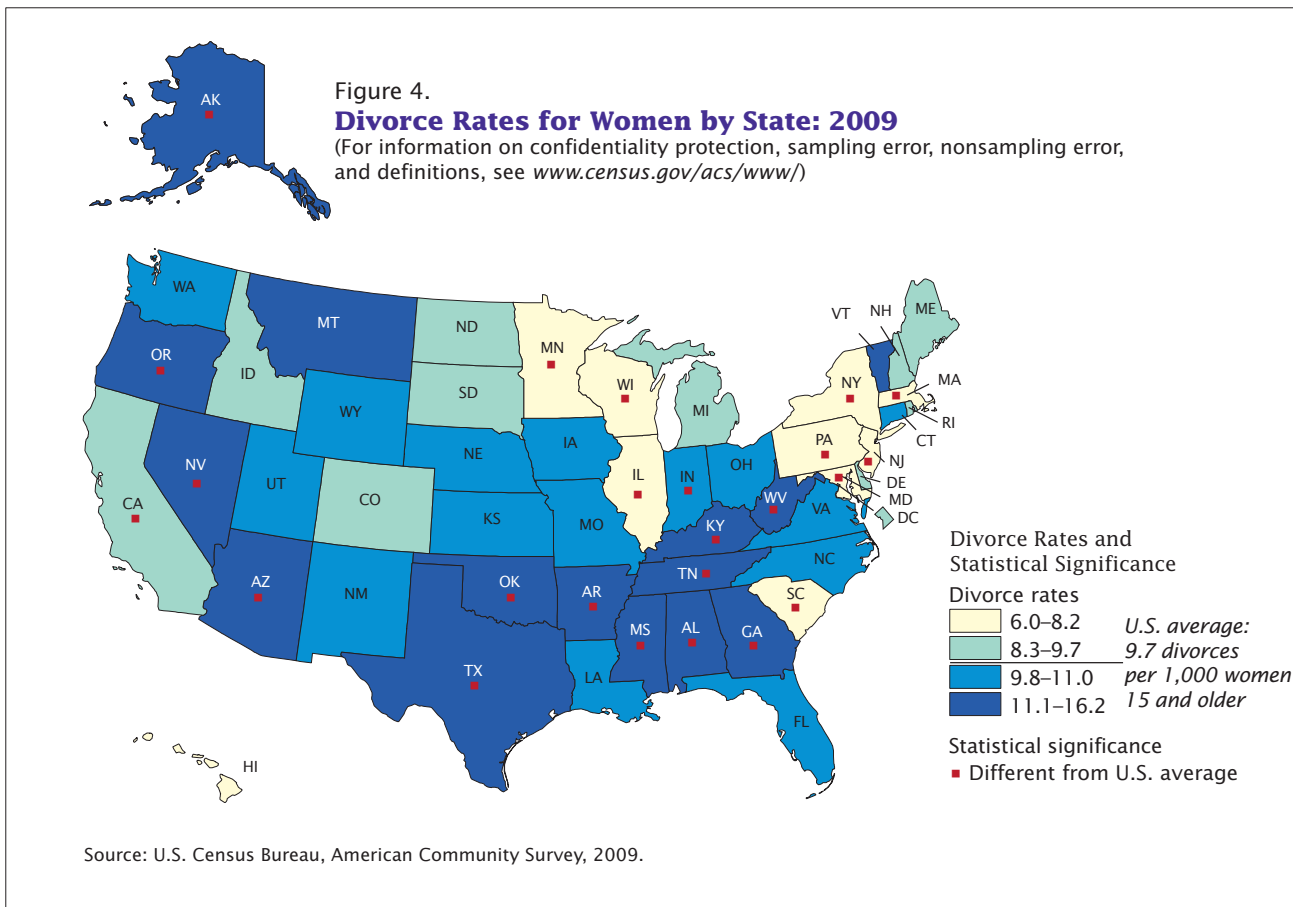 AK
Figure 4.
Divorce Rates for Women by State: 2009
(For information on confidentiality protection, sampling error, nonsampling error,
and definitions, see www.census.gov/acs/www/)
WA
MT
ND
MN
VT
NH
ME
OR
ID
SD
WI
MI
NY
MA
RI
CT
WY
IA
NE
PA
NJ
NV
UT
CO
IL
IN
OH
DE
MD
DC
CA
KS
MO
WV
VA
KY
NC
AZ
NM
OK
AR
TN
SC
MS
AL
GA
TX
LA
FL
HI
Divorce Rates and
Statistical Significance
Divorce rates
6.0–8.2
8.3–9.7
9.8–11.0
11.1–16.2
U.S. average:
9.7 divorces
per 1,000 women
15 and older
Statistical significance
Different from U.S. average
Source: U.S. Census Bureau, American Community Survey, 2009.